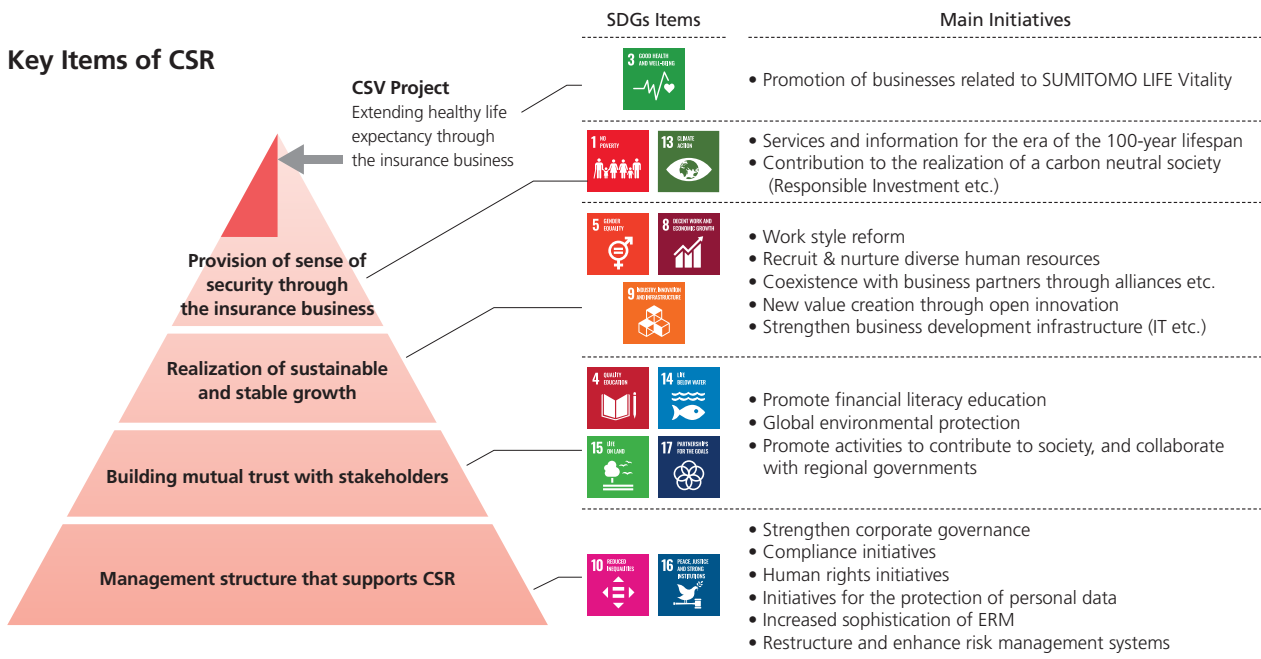 Key Items of CSR
SDGs Items
Main Initiatives
CSV Project
Extending healthy life
expectancy through
the insurance business
3 GOOD HEALTH
AND WELL-BEING
• Promotion of businesses related to SUMITOMO LIFE Vitality
Provision of sense of
security through
the insurance business
1 NO
POVERTY
13 CLIMATE
ACTION
• Services and information for the era of the 100-year lifespan
• Contribution to the realization of a carbon neutral society
(Responsible Investment etc.)
Realization of sustainable
and stable growth
5 GENDER
EQUALITY
8 DECENT WORK AND
ECONOMIC GROWTH
9 INDUSTRY, INNOVATION
AND INFRASTRUCTURE
• Work style reform
• Recruit & nurture diverse human resources
• Coexistence with business partners through alliances etc.
• New value creation through open innovation
• Strengthen business development infrastructure (IT etc.)
Building mutual trust with stakeholders
4 QUALITY
EDUCATION
14 LIFE
BELOW WATER
15 LIFE
ON LAND
17 PARTNERSHIPS
FOR THE GOALS
• Promote financial literacy education
• Global environmental protection
• Promote activities to contribute to society, and collaborate
with regional governments
Management structure that supports CSR
10 REDUCED
INEQUALITIES
16 PEACE, JUSTICE
AND STRONG
INSTITUTIONS
• Strengthen corporate governance
• Compliance initiatives
• Human rights initiatives
• Initiatives for the protection of personal data
• Increased sophistication of ERM
• Restructure and enhance risk management systems